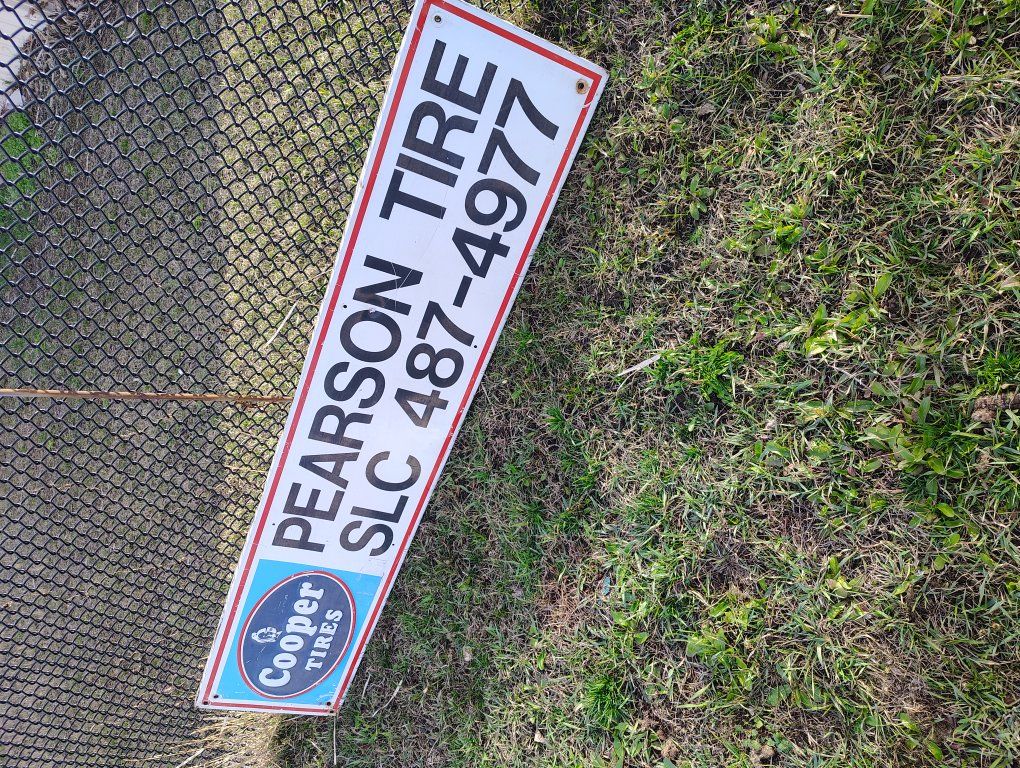 Cooper
TIRES
PEARSON TIRE
SLC 487-4977